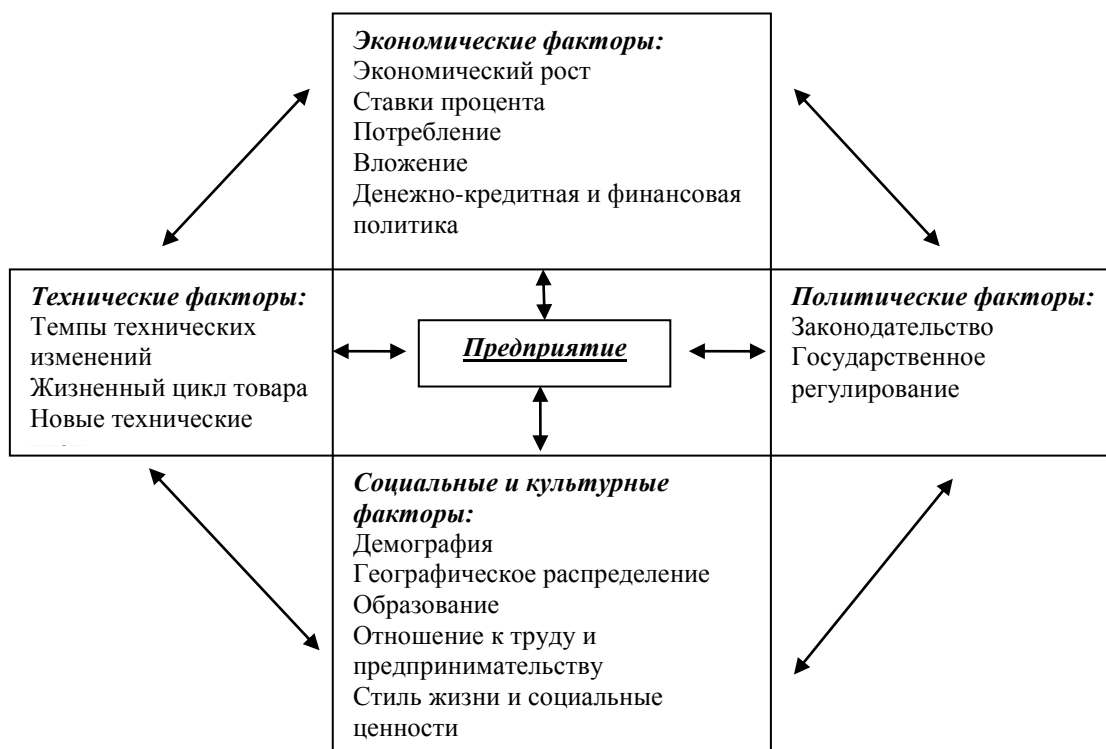 Экономические факторы:
Экономический рост
Ставки процента
Потребление
Вложение
Денежно-кредитная и финансовая
политика
Технические факторы:
Темпы технических
изменений
Жизненный цикл товара
Новые технические
Предприятие
Политические факторы:
Законодательство
Государственное
регулирование
Социальные и культурные
факторы:
Демография
Географическое распределение
Образование
Отношение к труду и
предпринимательству
Стиль жизни и социальные
ценности